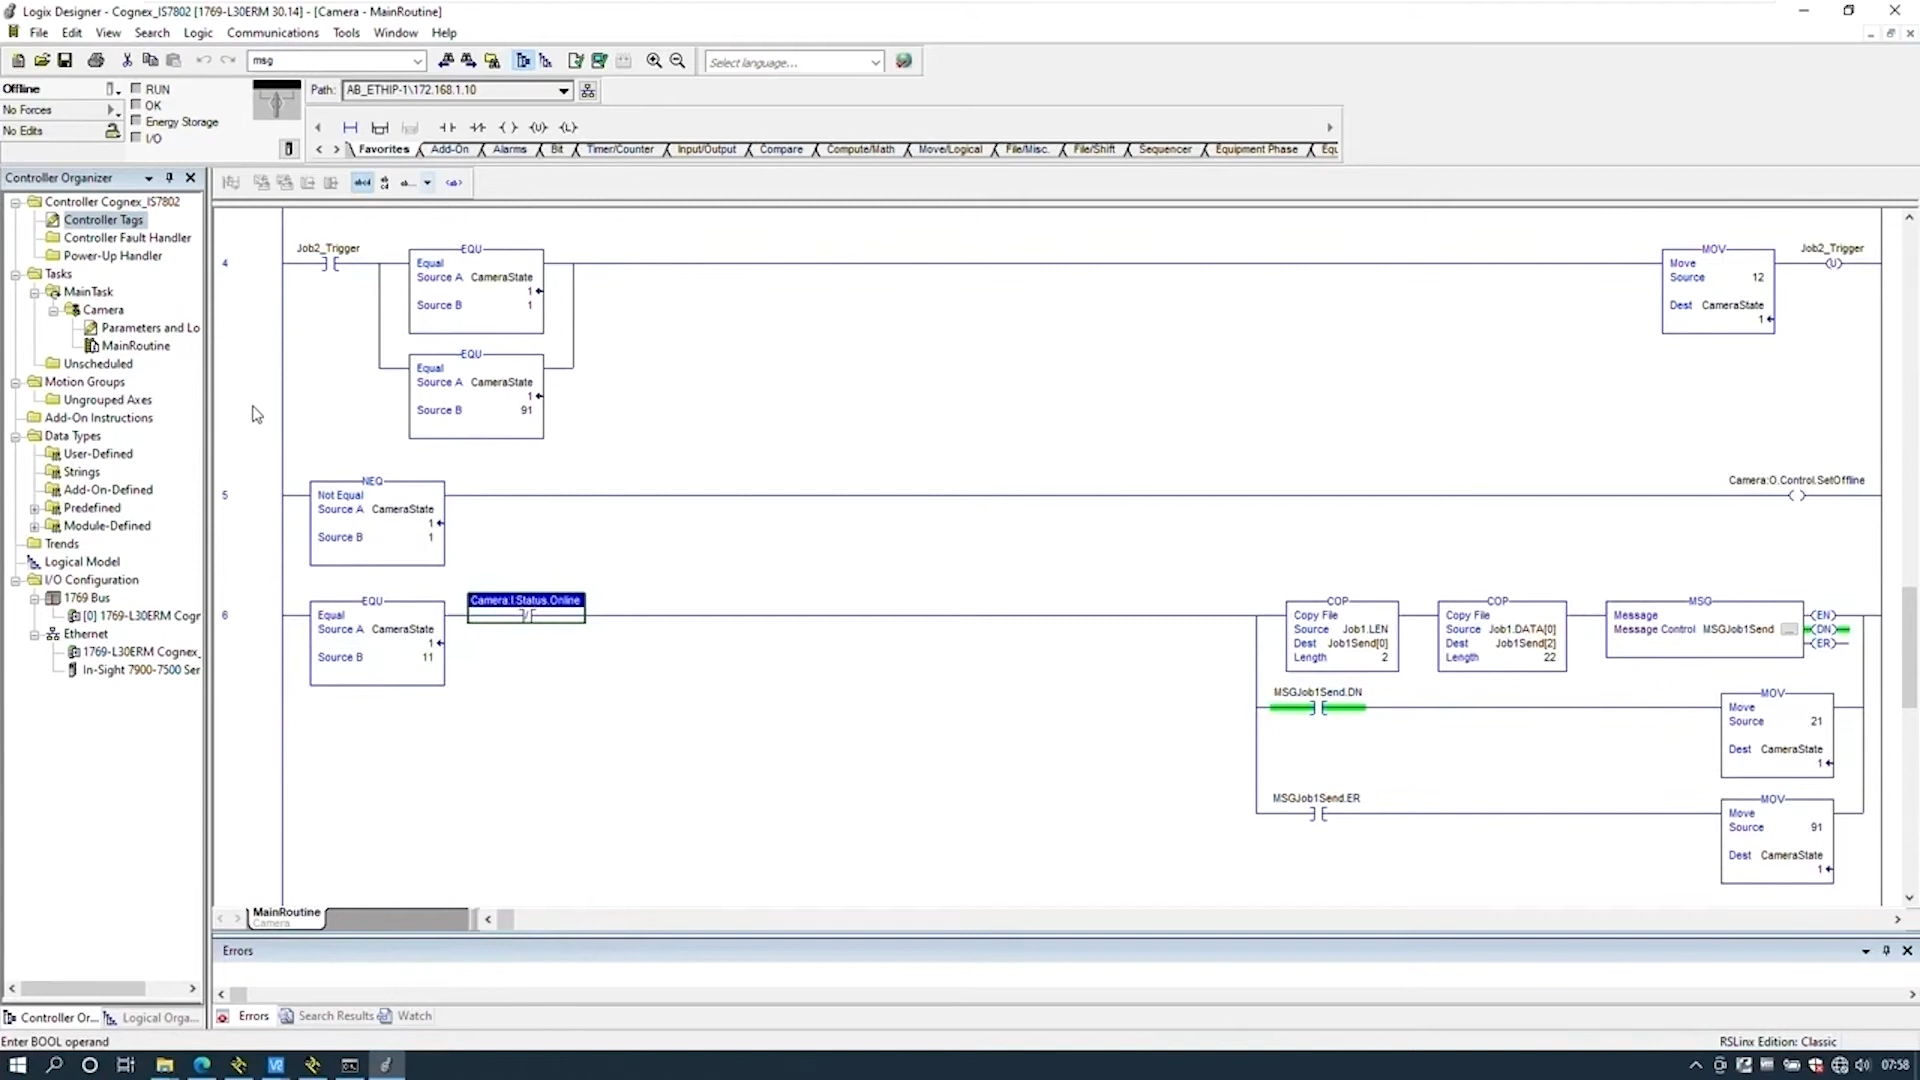 Logix Designer - Cognex_IS7802 [1769-L30ERM 30.14] - [Camera - MainRoutine]
File Edit View Search Logic Communications Tools Window Help
msg
Select language...
Offline
RUN
No Forces
OK
Energy Storage
No Edits
I/O
Path: AB_ETHIP-1\172.168.1.10
Favorites Add-On Alarms Bit Timer/Counter Input/Output Compare Compute/Math Move/Logical File/Misc. File/Shift Sequencer Equipment Phase Equ
Controller Organizer
Controller Cognex_IS7802
Controller Tags
Controller Fault Handler
Power-Up Handler
Tasks
MainTask
Camera
Parameters and Lo
MainRoutine
Unscheduled
Motion Groups
Ungrouped Axes
Add-On Instructions
Data Types
User-Defined
Strings
Add-On-Defined
Predefined
Module-Defined
Trends
Logical Model
I/O Configuration
1769 Bus
[0] 1769-L30ERM Cogr
Ethernet
1769-L30ERM Cognex_
In-Sight 7900-7500 Ser
Controller Or... Logical Orga...
4
Job2_Trigger
EQU
Equal
Source A CameraState
1
Source B 1
EQU
Equal
Source A CameraState
1
Source B 91
MOV
Move
Source 12
Dest CameraState
1
Job2_Trigger
U
5
NEQ
Not Equal
Source A CameraState
1
Source B 1
Camera:O.Control.SetOffline
6
EQU
Equal
Source A CameraState
1
Source B 11
Camera:I.Status.Online
COP
Copy File
Source Job1.LEN
Dest Job1Send[0]
Length 2
COP
Copy File
Source Job1.DATA[0]
Dest Job1Send[2]
Length 22
MSG
Message
Message Control MSGJob1Send ...
EN
DN
ER
MSGJob1Send.DN
MOV
Move
Source 21
Dest CameraState
1
MSGJob1Send.ER
MOV
Move
Source 91
Dest CameraState
1
MainRoutine
Camera
Errors
Errors Search Results Watch
Enter BOOL operand
RSLinx Edition: Classic
07:58